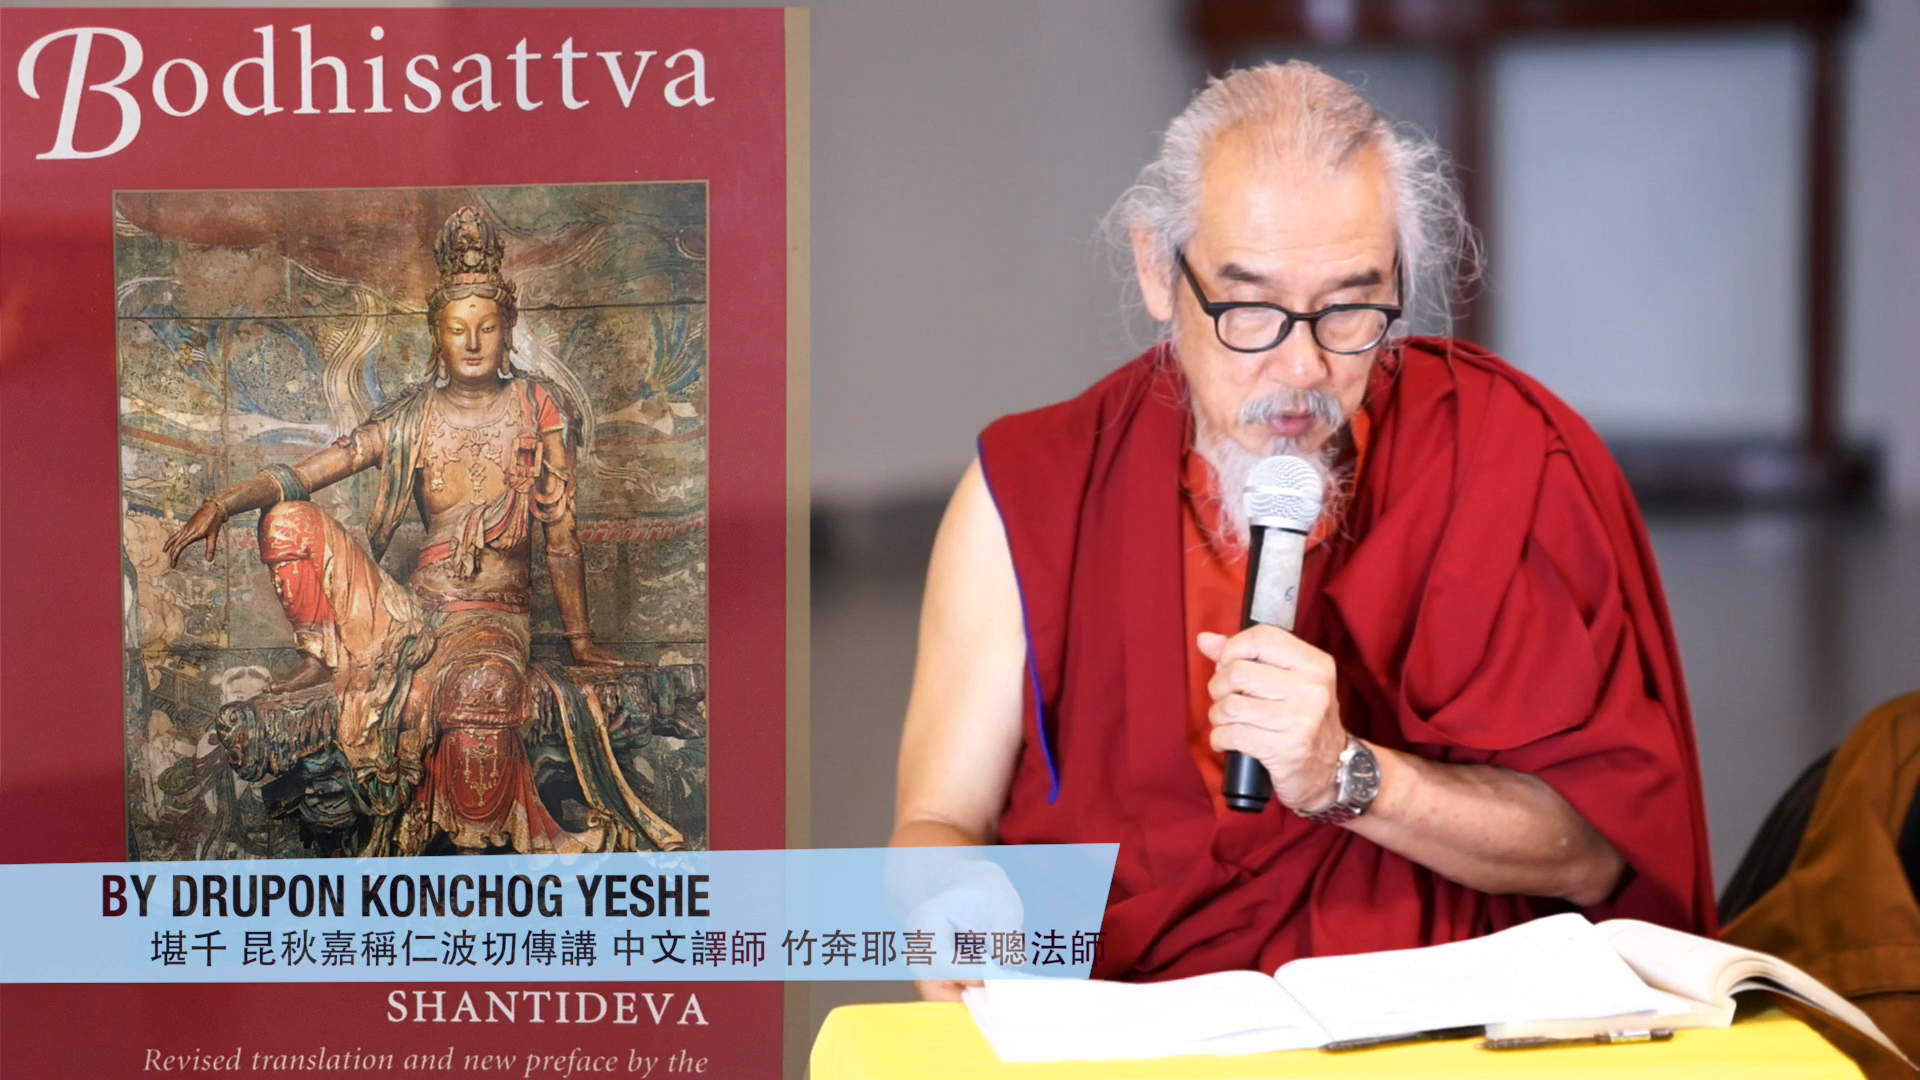 Bodhisattva
BY DRUPON KONCHOG YESHE
堪千 昆秋嘉稱仁波切傳講 中文譯師 竹奔耶喜 塵聰法師
SHANTIDEVA
Revised translation and new preface by the